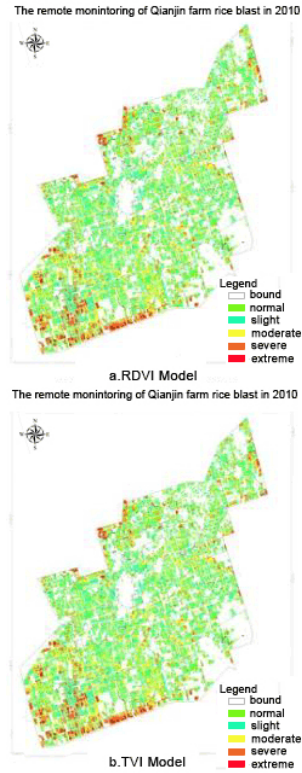 The remote monintoring of Qianjin farm rice blast in 2010
Legend
bound
normal
slight
moderate
severe
extreme
a.RDVI Model
The remote monintoring of Qianjin farm rice blast in 2010
Legend
bound
normal
slight
moderate
severe
extreme
b.TVI Model